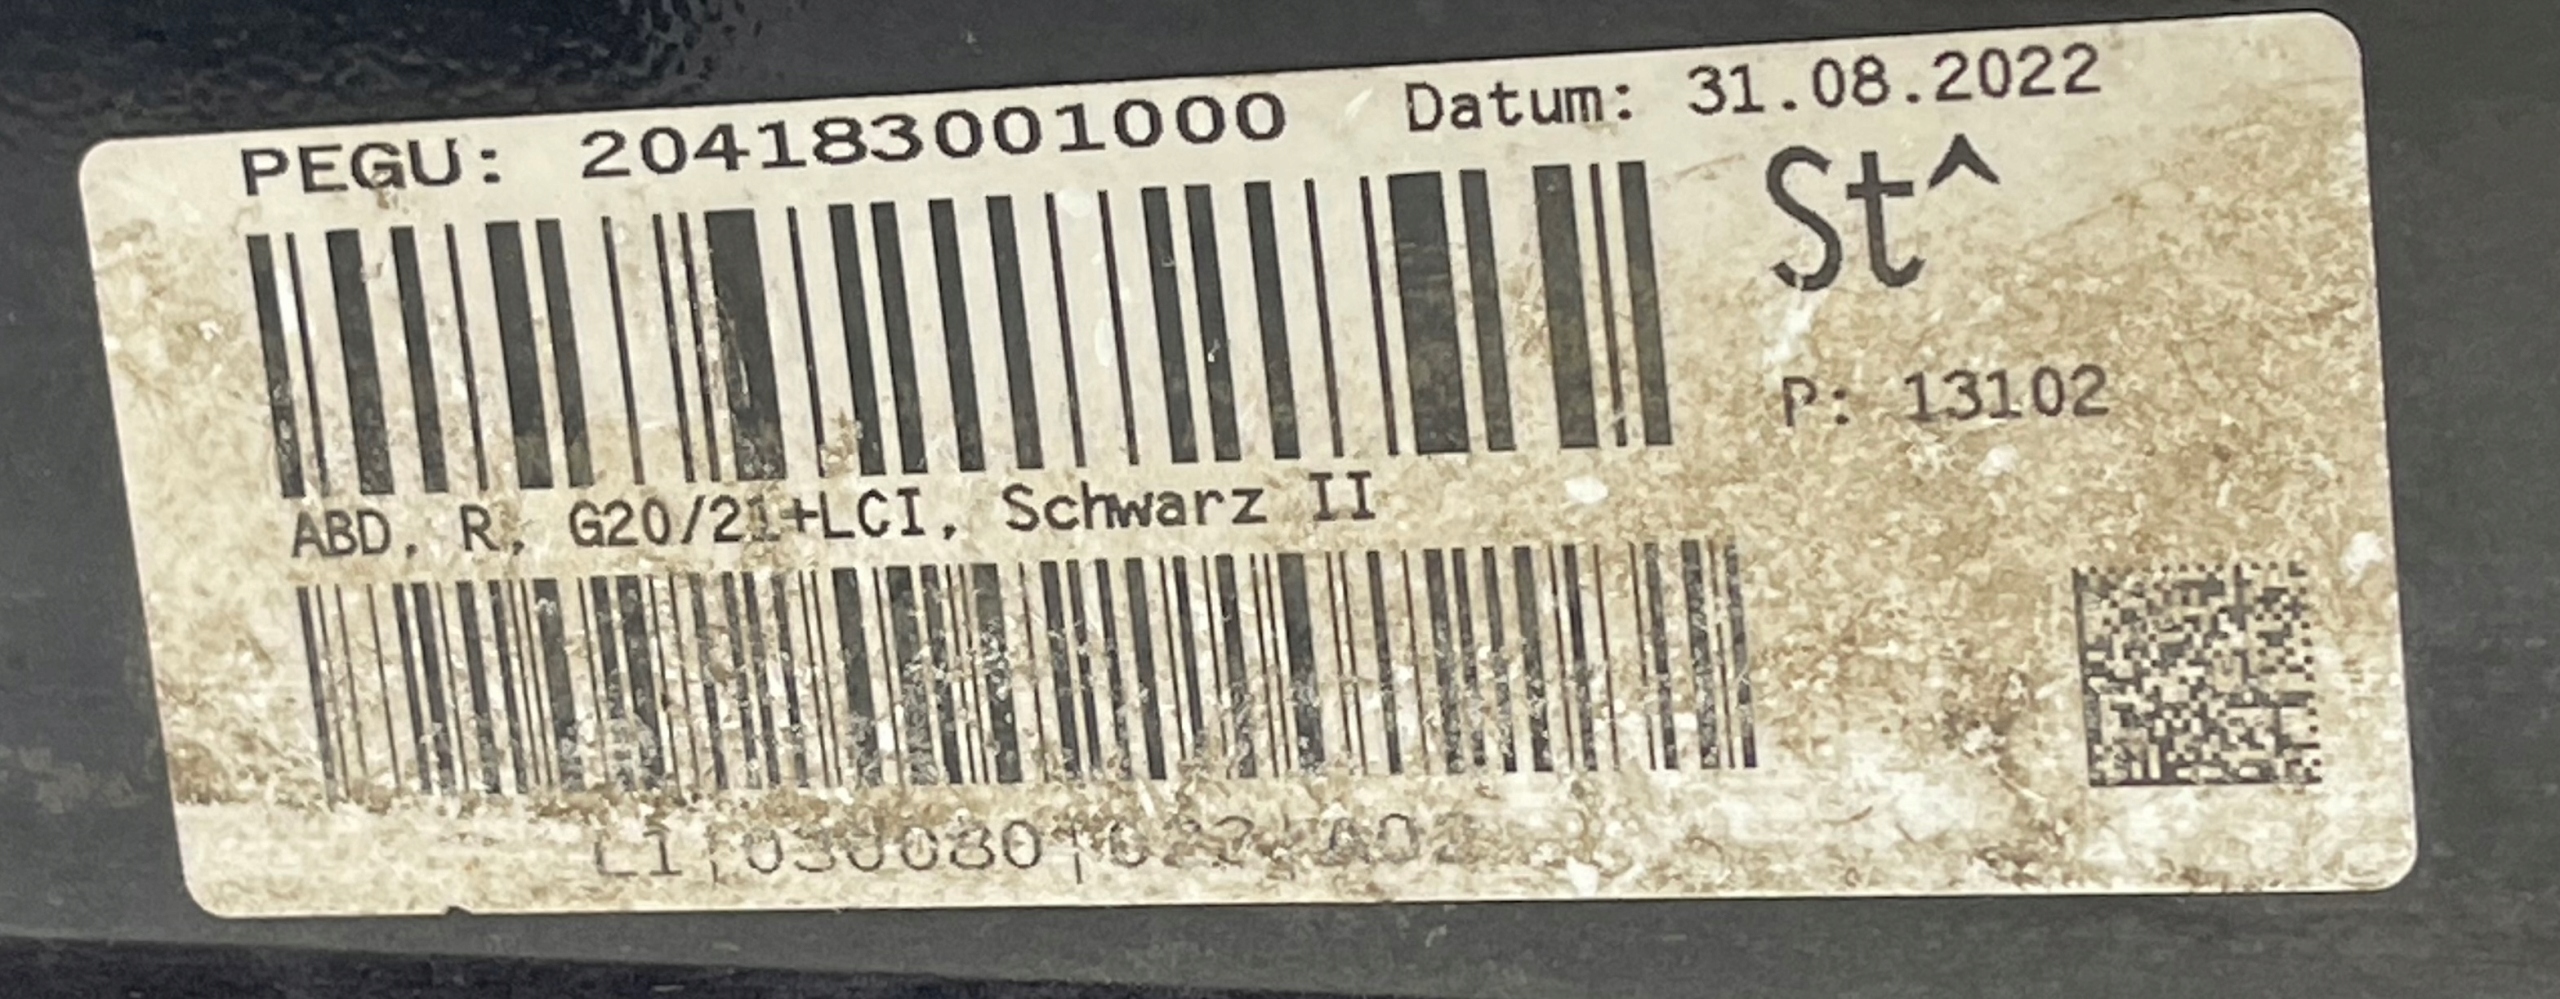 PEGU: 204183001000 Datum: 31.08.2022
St^
P: 13102
ABD, R, G20/21+LCI, Schwarz II